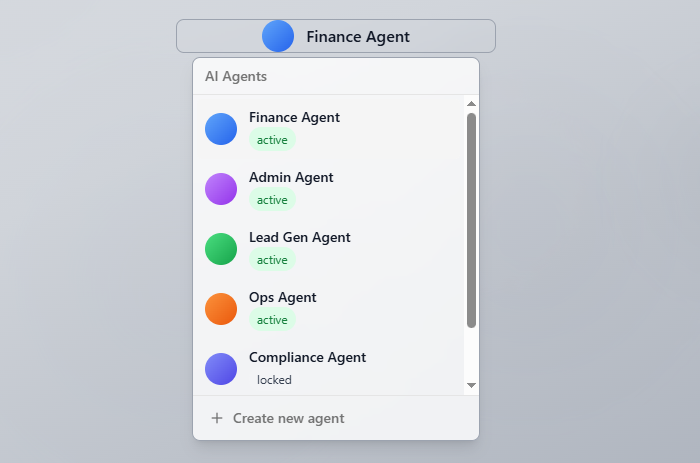 Finance Agent
AI Agents
Finance Agent
active
Admin Agent
active
Lead Gen Agent
active
Ops Agent
active
Compliance Agent
locked
Create new agent